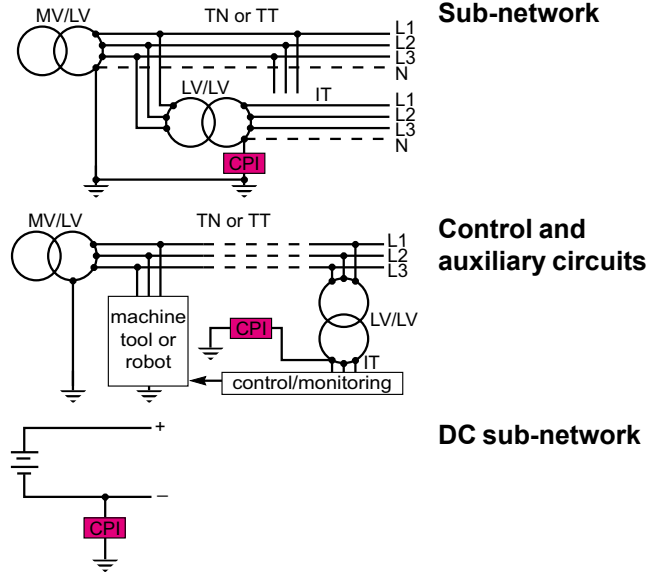 MV/LV
TN or TT
Sub-network
L1
L2
L3
N
LV/LV
IT
L1
L2
L3
N
CPI
MV/LV
TN or TT
Control and
auxiliary circuits
L1
L2
L3
machine
tool or
robot
CPI
LV/LV
IT
control/monitoring
DC sub-network
+
–
CPI